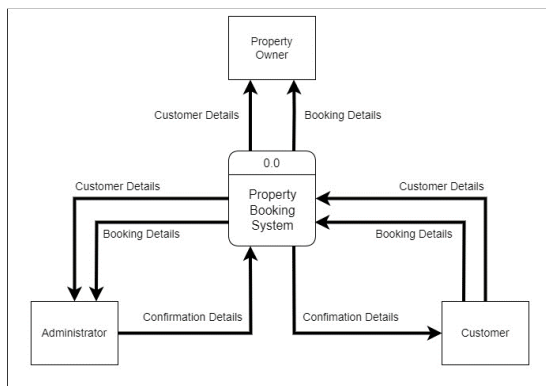 Property
Owner
Customer Details
Booking Details
0.0
Property
Booking
System
Customer Details
Customer Details
Booking Details
Booking Details
Confirmation Details
Confimation Details
Administrator
Customer